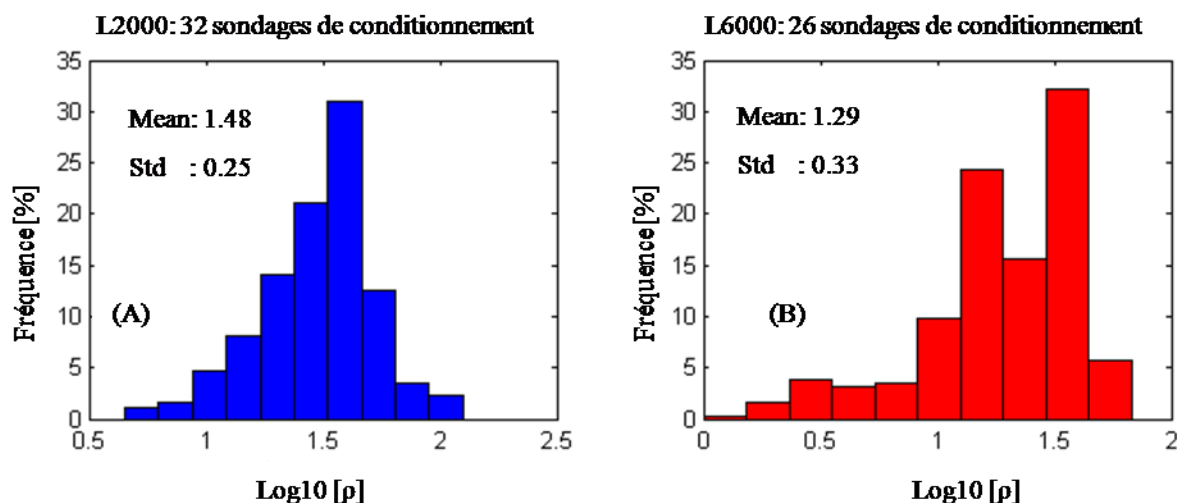 L2000: 32 sondages de conditionnement
35
30
25
20
15
10
5
0
Mean: 1.48
Std : 0.25
(A)
Fréquence [%]
0.5 1 1.5 2 2.5
Log10 [ρ]
L6000: 26 sondages de conditionnement
35
30
25
20
15
10
5
0
Mean: 1.29
Std : 0.33
(B)
Fréquence [%]
0 0.5 1 1.5 2
Log10 [ρ]